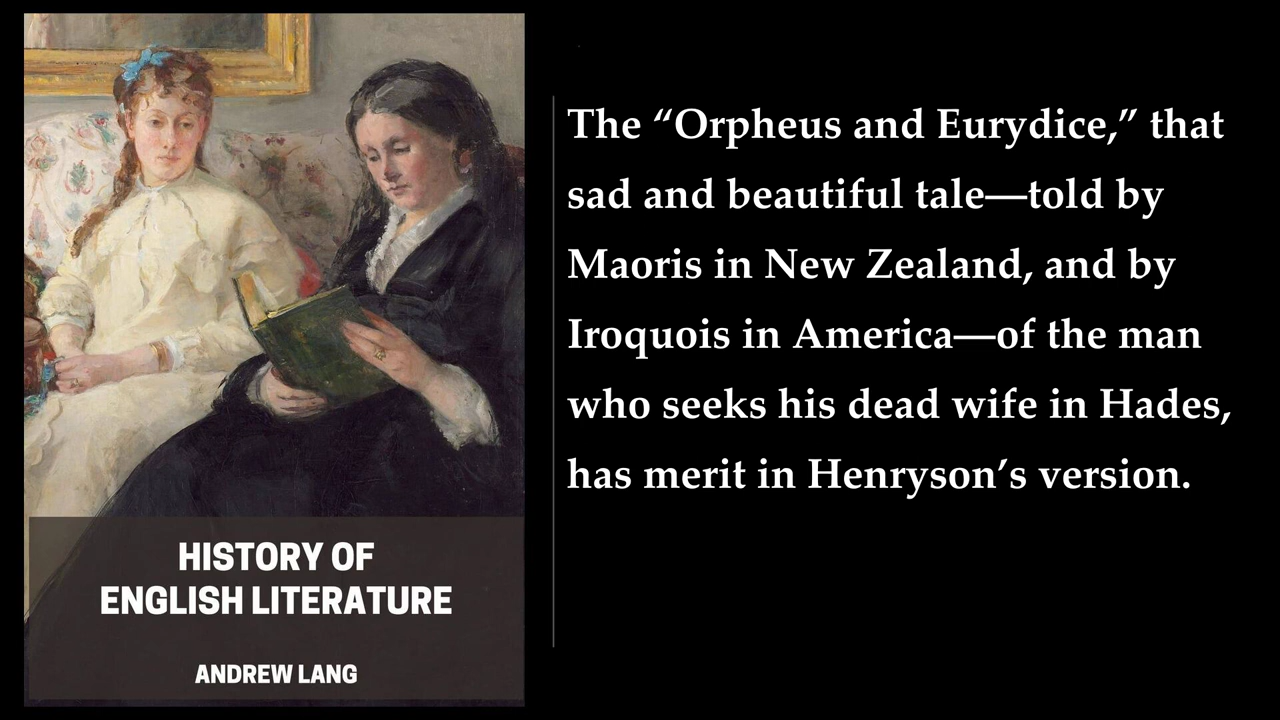 HISTORY OF
ENGLISH LITERATURE
ANDREW LANG
The “Orpheus and Eurydice,” that
sad and beautiful tale—told by
Maoris in New Zealand, and by
Iroquois in America—of the man
who seeks his dead wife in Hades,
has merit in Henryson’s version.